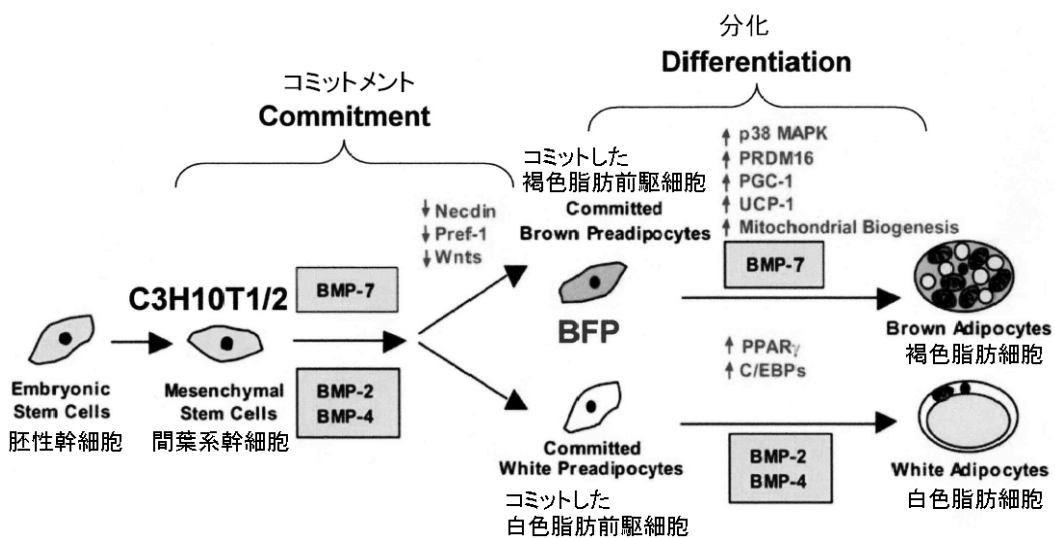 分化
Differentiation
コミットメント
Commitment
↑ p38 MAPK
↑ PRDM16
↑ PGC-1
↑ UCP-1
↑ Mitochondrial Biogenesis
コミットした
褐色脂肪前駆細胞
Committed
Brown Preadipocytes
↓ Necdin
↓ Pref-1
↓ Wnts
BMP-7
BMP-7
C3H10T1/2
BFP
Brown Adipocytes
褐色脂肪細胞
↑ PPARγ
↑ C/EBPs
Embryonic
Stem Cells
胚性幹細胞
Mesenchymal
Stem Cells
間葉系幹細胞
BMP-2
BMP-4
Committed
White Preadipocytes
コミットした
白色脂肪前駆細胞
BMP-2
BMP-4
White Adipocytes
白色脂肪細胞